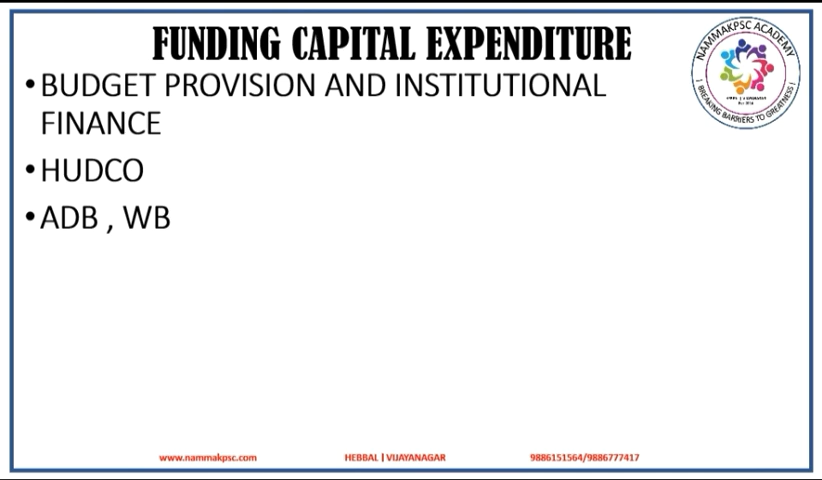 FUNDING CAPITAL EXPENDITURE
• BUDGET PROVISION AND INSTITUTIONAL
FINANCE
• HUDCO
• ADB , WB
NAMMAKPSC ACADEMY
! BREAKING BARRIERS TO GREATNESS !
www.nammakpsc.com
HEBBAL | VIJAYANAGAR
9886151564/9886777417